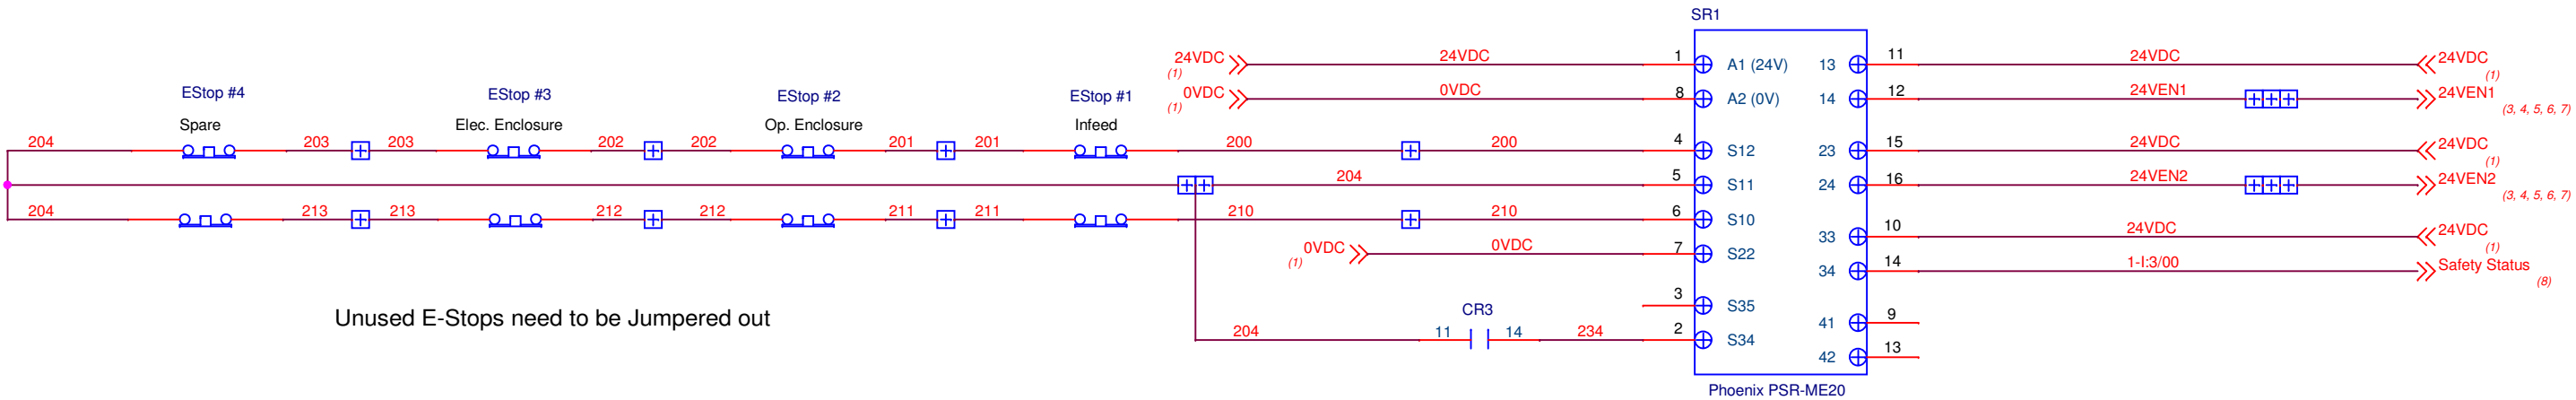 SR1
24VDC
(1)
24VDC
1
A1 (24V)
13
11
24VDC
24VDC
(1)
0VDC
(1)
0VDC
8
A2 (0V)
14
12
24VEN1
24VEN1
(3, 4, 5, 6, 7)
EStop #4
EStop #3
EStop #2
EStop #1
Spare
Elec. Enclosure
Op. Enclosure
Infeed
204
203
203
202
202
201
201
200
200
4
S12
23
15
24VDC
24VDC
(1)
204
5
S11
24
16
24VEN2
24VEN2
(3, 4, 5, 6, 7)
204
213
213
212
212
211
211
210
210
6
S10
33
10
24VDC
24VDC
(1)
0VDC
(1)
0VDC
7
S22
34
14
1-I:3/00
Safety Status
(8)
3
S35
Unused E-Stops need to be Jumpered out
CR3
204
11
14
234
2
S34
41
9
42
13
Phoenix PSR-ME20